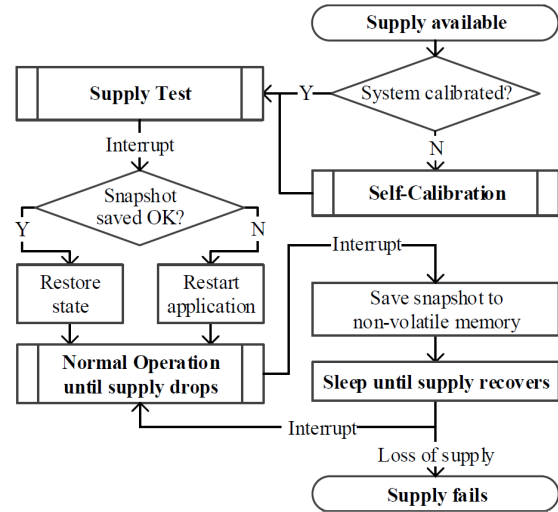 Supply available
System calibrated?
Y
N
Self-Calibration
Supply Test
Interrupt
Snapshot
saved OK?
Y
N
Restore
state
Restart
application
Normal Operation
until supply drops
Interrupt
Save snapshot to
non-volatile memory
Sleep until supply recovers
Interrupt
Loss of supply
Supply fails